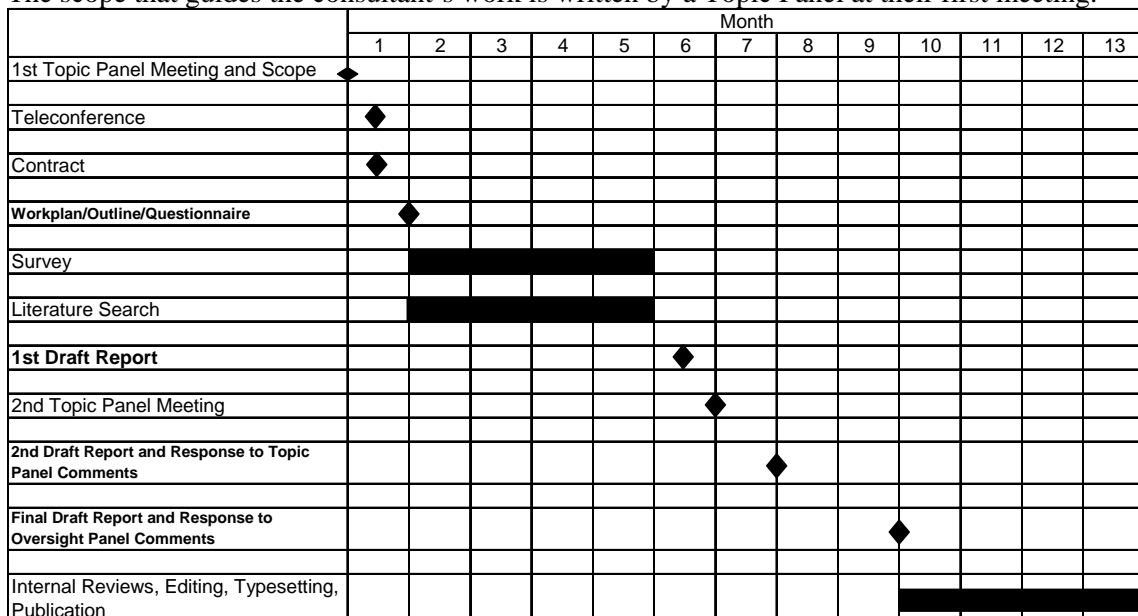 The scope that guides the consultant's work is written by a Topic Panel at their first meeting.
Month
1 2 3 4 5 6 7 8 9 10 11 12 13
1st Topic Panel Meeting and Scope
Teleconference
Contract
Workplan/Outline/Questionnaire
Survey
Literature Search
1st Draft Report
2nd Topic Panel Meeting
2nd Draft Report and Response to Topic
Panel Comments
Final Draft Report and Response to
Oversight Panel Comments
Internal Reviews, Editing, Typesetting,
Publication